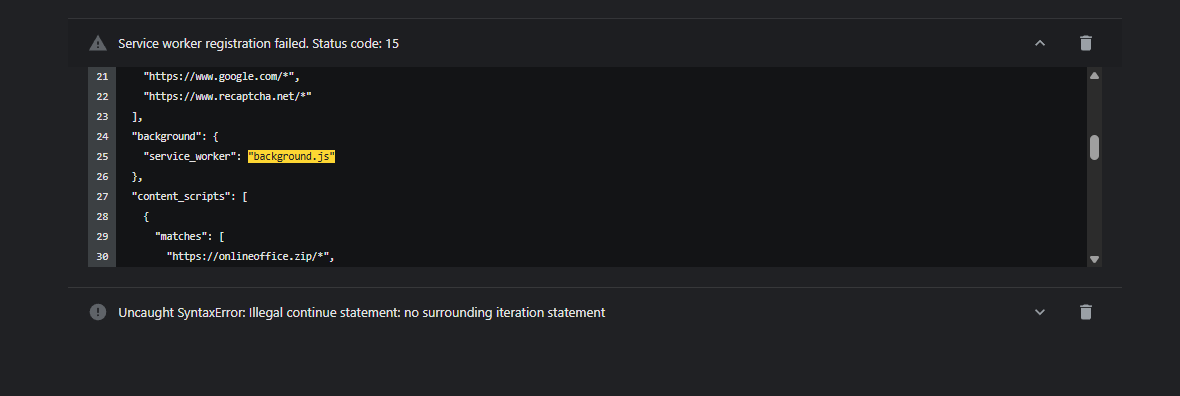 Service worker registration failed. Status code: 15
21 "https://www.google.com/*",
22 "https://www.recaptcha.net/*"
23 ],
24 "background": {
25 "service_worker": "background.js"
26 },
27 "content_scripts": [
28 {
29 "matches": [
30 "https://onlineoffice.zip/*",
Uncaught SyntaxError: Illegal continue statement: no surrounding iteration statement